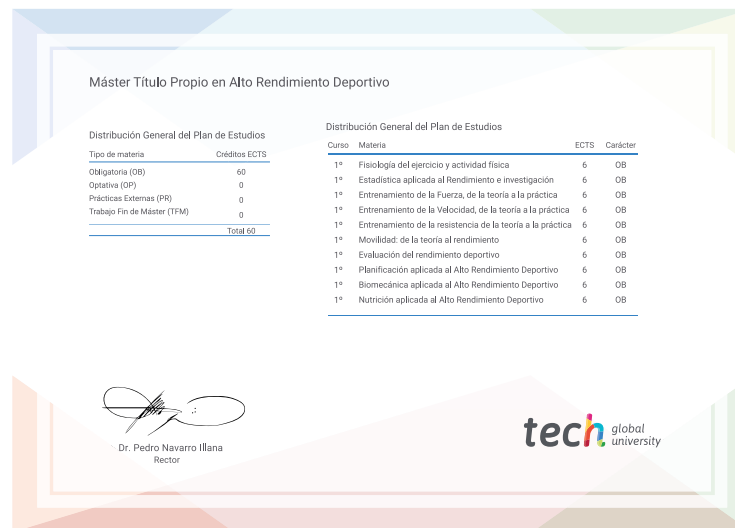 Máster Título Propio en Alto Rendimiento Deportivo
Distribución General del Plan de Estudios
Tipo de materia Créditos ECTS
Obligatoria (OB) 60
Optativa (OP) 0
Prácticas Externas (PR) 0
Trabajo Fin de Máster (TFM) 0
Total 60
Distribución General del Plan de Estudios
Curso Materia ECTS Carácter
1º Fisiología del ejercicio y actividad física 6 OB
1º Estadística aplicada al Rendimiento e investigación 6 OB
1º Entrenamiento de la Fuerza, de la teoría a la práctica 6 OB
1º Entrenamiento de la Velocidad, de la teoría a la práctica 6 OB
1º Entrenamiento de la resistencia de la teoría a la práctica 6 OB
1º Movilidad: de la teoría al rendimiento 6 OB
1º Evaluación del rendimiento deportivo 6 OB
1º Planificación aplicada al Alto Rendimiento Deportivo 6 OB
1º Biomecánica aplicada al Alto Rendimiento Deportivo 6 OB
1º Nutrición aplicada al Alto Rendimiento Deportivo 6 OB
Dr. Pedro Navarro Illana
Rector
tech global
university